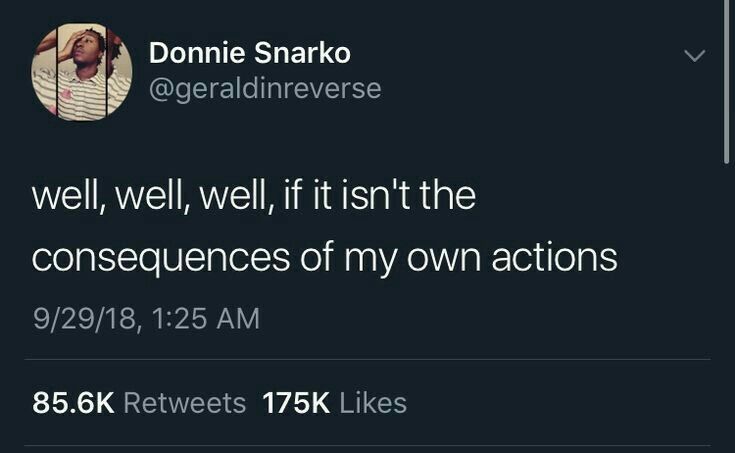 Donnie Snarko
@geraldinreverse
well, well, well, if it isn't the
consequences of my own actions
9/29/18, 1:25 AM
85.6K Retweets 175K Likes